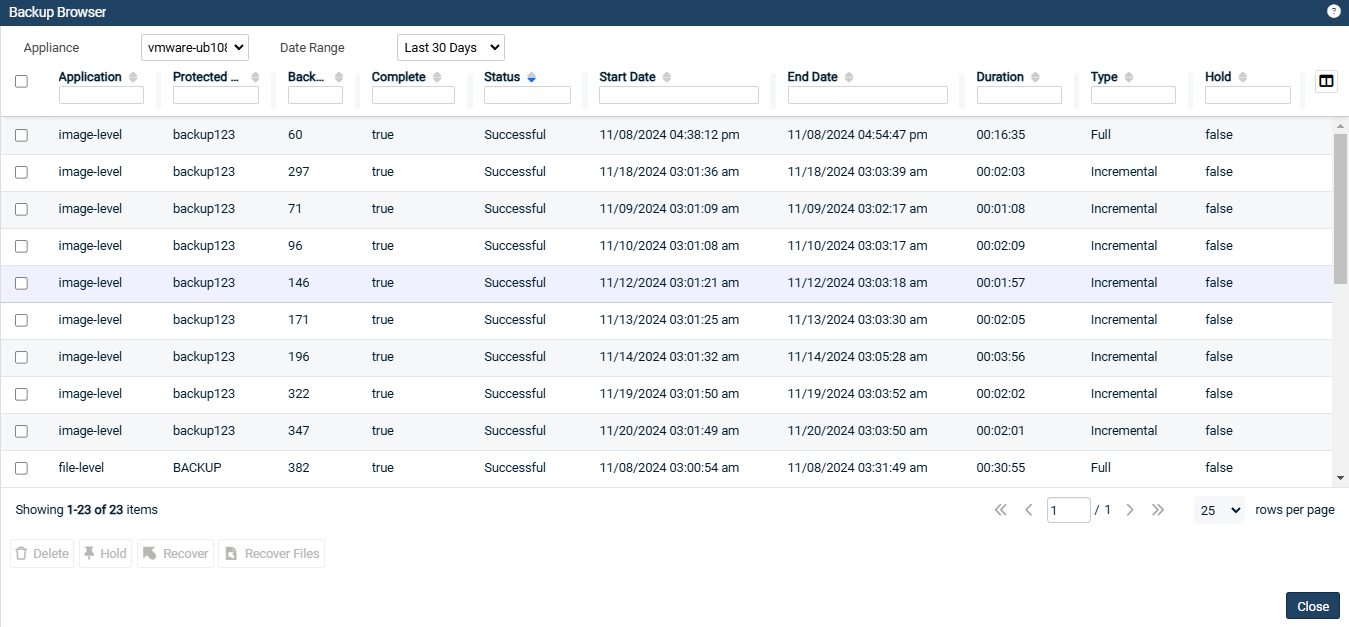 Backup Browser ?
Appliance vmware-ub108 Date Range Last 30 Days
Application Protected ... Back... Complete Status Start Date End Date Duration Type Hold
image-level backup123 60 true Successful 11/08/2024 04:38:12 pm 11/08/2024 04:54:47 pm 00:16:35 Full false
image-level backup123 297 true Successful 11/18/2024 03:01:36 am 11/18/2024 03:03:39 am 00:02:03 Incremental false
image-level backup123 71 true Successful 11/09/2024 03:01:09 am 11/09/2024 03:02:17 am 00:01:08 Incremental false
image-level backup123 96 true Successful 11/10/2024 03:01:08 am 11/10/2024 03:03:17 am 00:02:09 Incremental false
image-level backup123 146 true Successful 11/12/2024 03:01:21 am 11/12/2024 03:03:18 am 00:01:57 Incremental false
image-level backup123 171 true Successful 11/13/2024 03:01:25 am 11/13/2024 03:03:30 am 00:02:05 Incremental false
image-level backup123 196 true Successful 11/14/2024 03:01:32 am 11/14/2024 03:05:28 am 00:03:56 Incremental false
image-level backup123 322 true Successful 11/19/2024 03:01:50 am 11/19/2024 03:03:52 am 00:02:02 Incremental false
image-level backup123 347 true Successful 11/20/2024 03:01:49 am 11/20/2024 03:03:50 am 00:02:01 Incremental false
file-level BACKUP 382 true Successful 11/08/2024 03:00:54 am 11/08/2024 03:31:49 am 00:30:55 Full false
Showing 1-23 of 23 items 1 / 1 25 rows per page
Delete Hold Recover Recover Files
Close